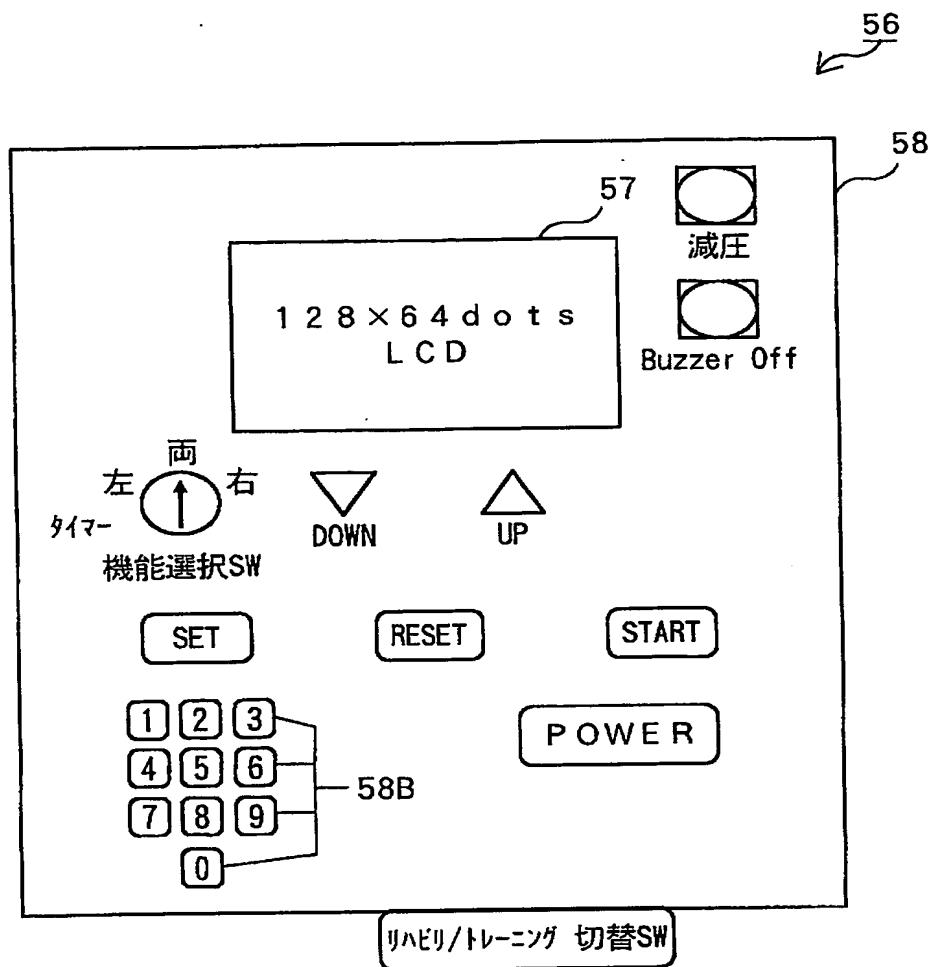 56
58
57
減圧
128×64dots
LCD
Buzzer Off
両
左 右
タイマー
機能選択SW
DOWN
UP
SET
RESET
START
1 2 3
4 5 6
7 8 9
0
58B
POWER
リハビリ/トレーニング 切替SW